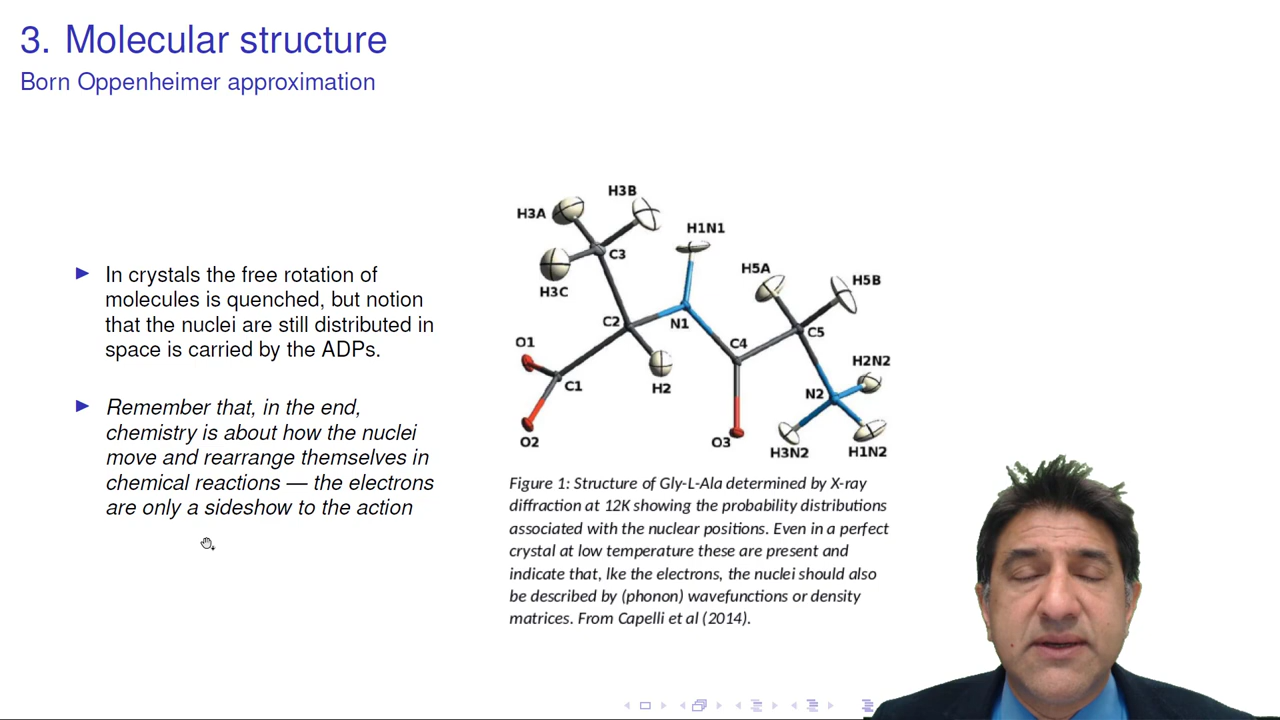 3. Molecular structure
Born Oppenheimer approximation
In crystals the free rotation of
molecules is quenched, but notion
that the nuclei are still distributed in
space is carried by the ADPs.
Remember that, in the end,
chemistry is about how the nuclei
move and rearrange themselves in
chemical reactions — the electrons
are only a sideshow to the action
H3B
H3A
H1N1
C3
H5A
H5B
H3C
C2
N1
C5
O1
C4
H2N2
C1
H2
N2
O2
O3
H3N2
H1N2
Figure 1: Structure of Gly-L-Ala determined by X-ray
diffraction at 12K showing the probability distributions
associated with the nuclear positions. Even in a perfect
crystal at low temperature these are present and
indicate that, lke the electrons, the nuclei should also
be described by (phonon) wavefunctions or density
matrices. From Capelli et al (2014).